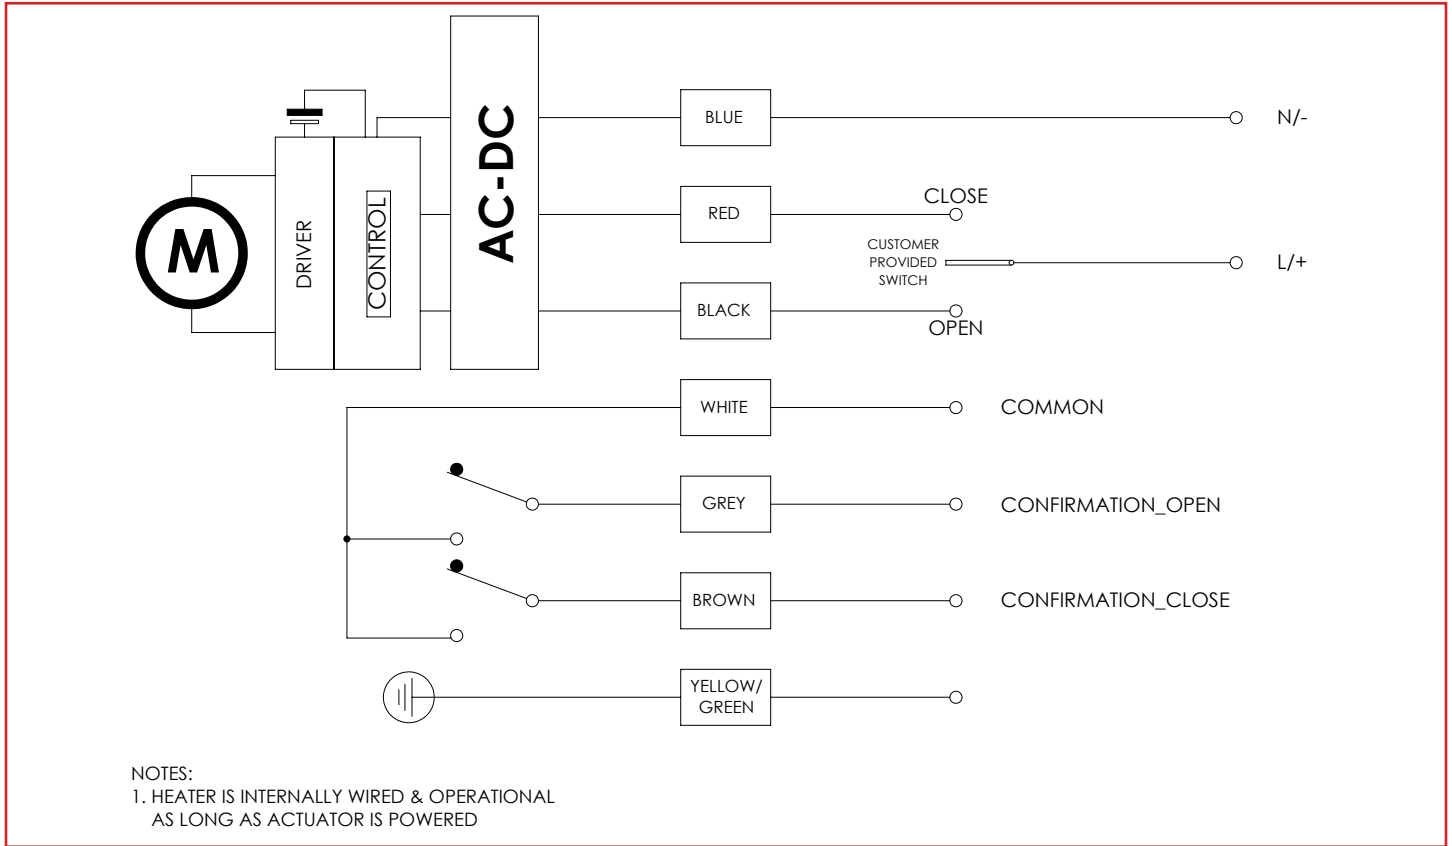 AC-DC
BLUE
N/-
RED
CLOSE
M
DRIVER
CONTROL
CUSTOMER
PROVIDED
SWITCH
L/+
BLACK
OPEN
WHITE
COMMON
GREY
CONFIRMATION_OPEN
BROWN
CONFIRMATION_CLOSE
YELLOW/
GREEN
NOTES:
1. HEATER IS INTERNALLY WIRED & OPERATIONAL
AS LONG AS ACTUATOR IS POWERED